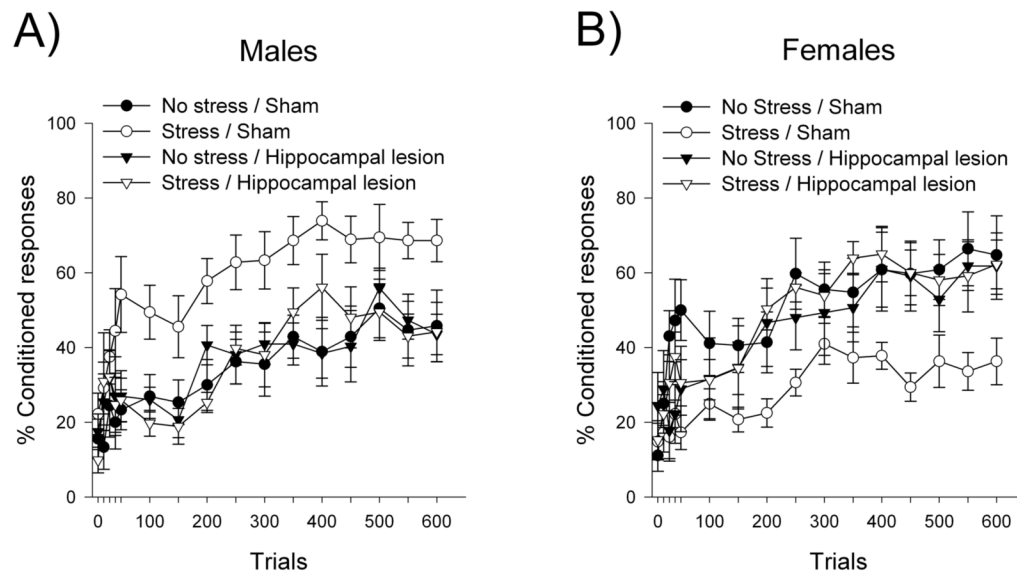 A)
Males
No stress / Sham
Stress / Sham
No stress / Hippocampal lesion
Stress / Hippocampal lesion
% Conditioned responses
100
80
60
40
20
0
0 100 200 300 400 500 600
Trials
B)
Females
No Stress / Sham
Stress / Sham
No Stress / Hippocampal lesion
Stress / Hippocampal lesion
% Conditioned responses
100
80
60
40
20
0
0 100 200 300 400 500 600
Trials